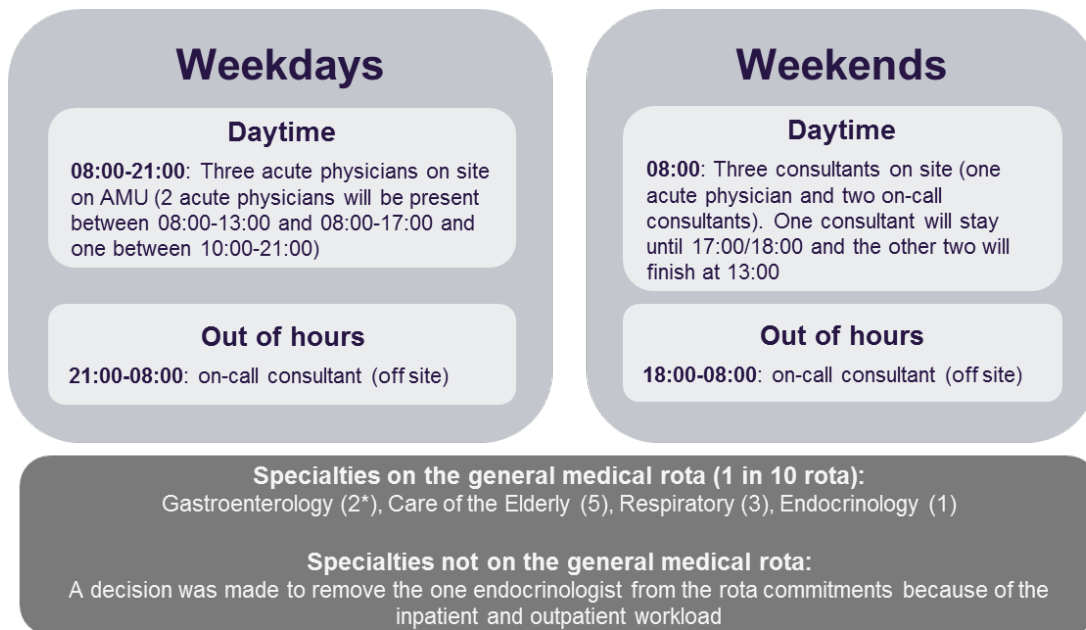 Weekdays
Daytime
08:00-21:00: Three acute physicians on site
on AMU (2 acute physicians will be present
between 08:00-13:00 and 08:00-17:00 and
one between 10:00-21:00)
Out of hours
21:00-08:00: on-call consultant (off site)
Weekends
Daytime
08:00: Three consultants on site (one
acute physician and two on-call
consultants). One consultant will stay
until 17:00/18:00 and the other two will
finish at 13:00
Out of hours
18:00-08:00: on-call consultant (off site)
Specialties on the general medical rota (1 in 10 rota):
Gastroenterology (2*), Care of the Elderly (5), Respiratory (3), Endocrinology (1)
Specialties not on the general medical rota:
A decision was made to remove the one endocrinologist from the rota commitments because of the
inpatient and outpatient workload